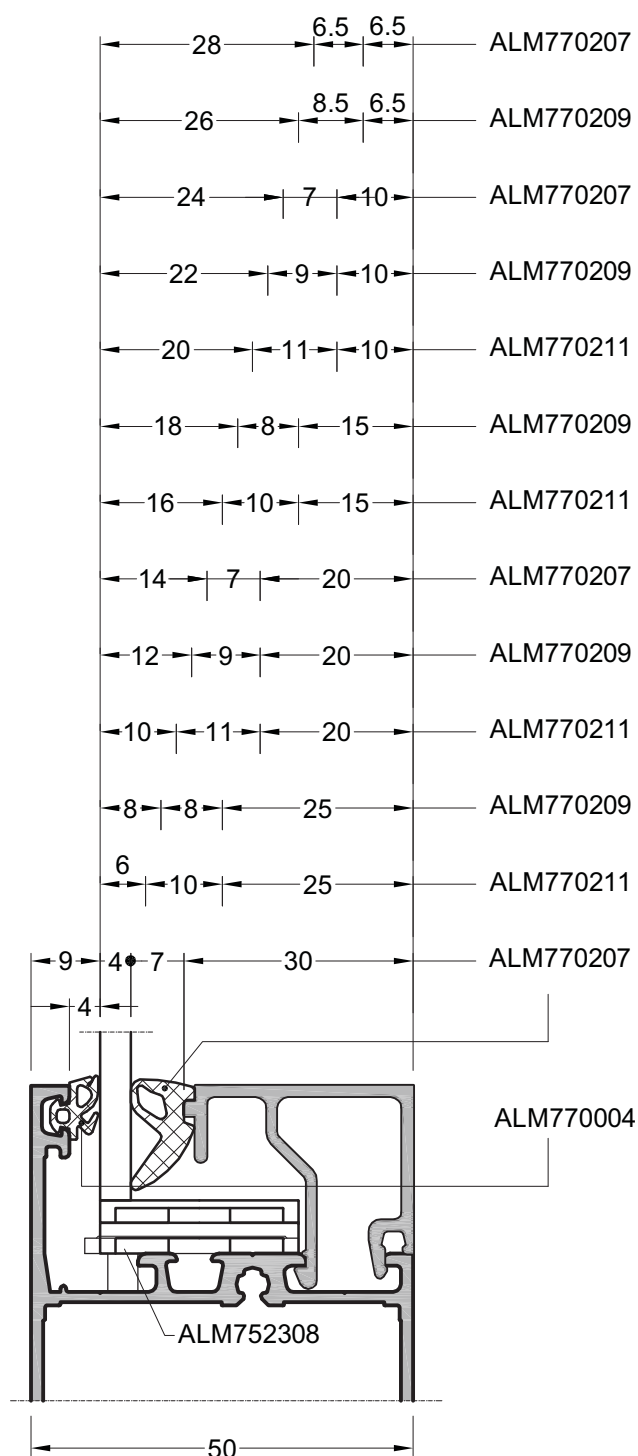 28 6.5 6.5 ALM770207
26 8.5 6.5 ALM770209
24 7 10 ALM770207
22 9 10 ALM770209
20 11 10 ALM770211
18 8 15 ALM770209
16 10 15 ALM770211
14 7 20 ALM770207
12 9 20 ALM770209
10 11 20 ALM770211
8 8 25 ALM770209
6 10 25 ALM770211
9 4 7 30 ALM770207
4
ALM770004
ALM752308
50